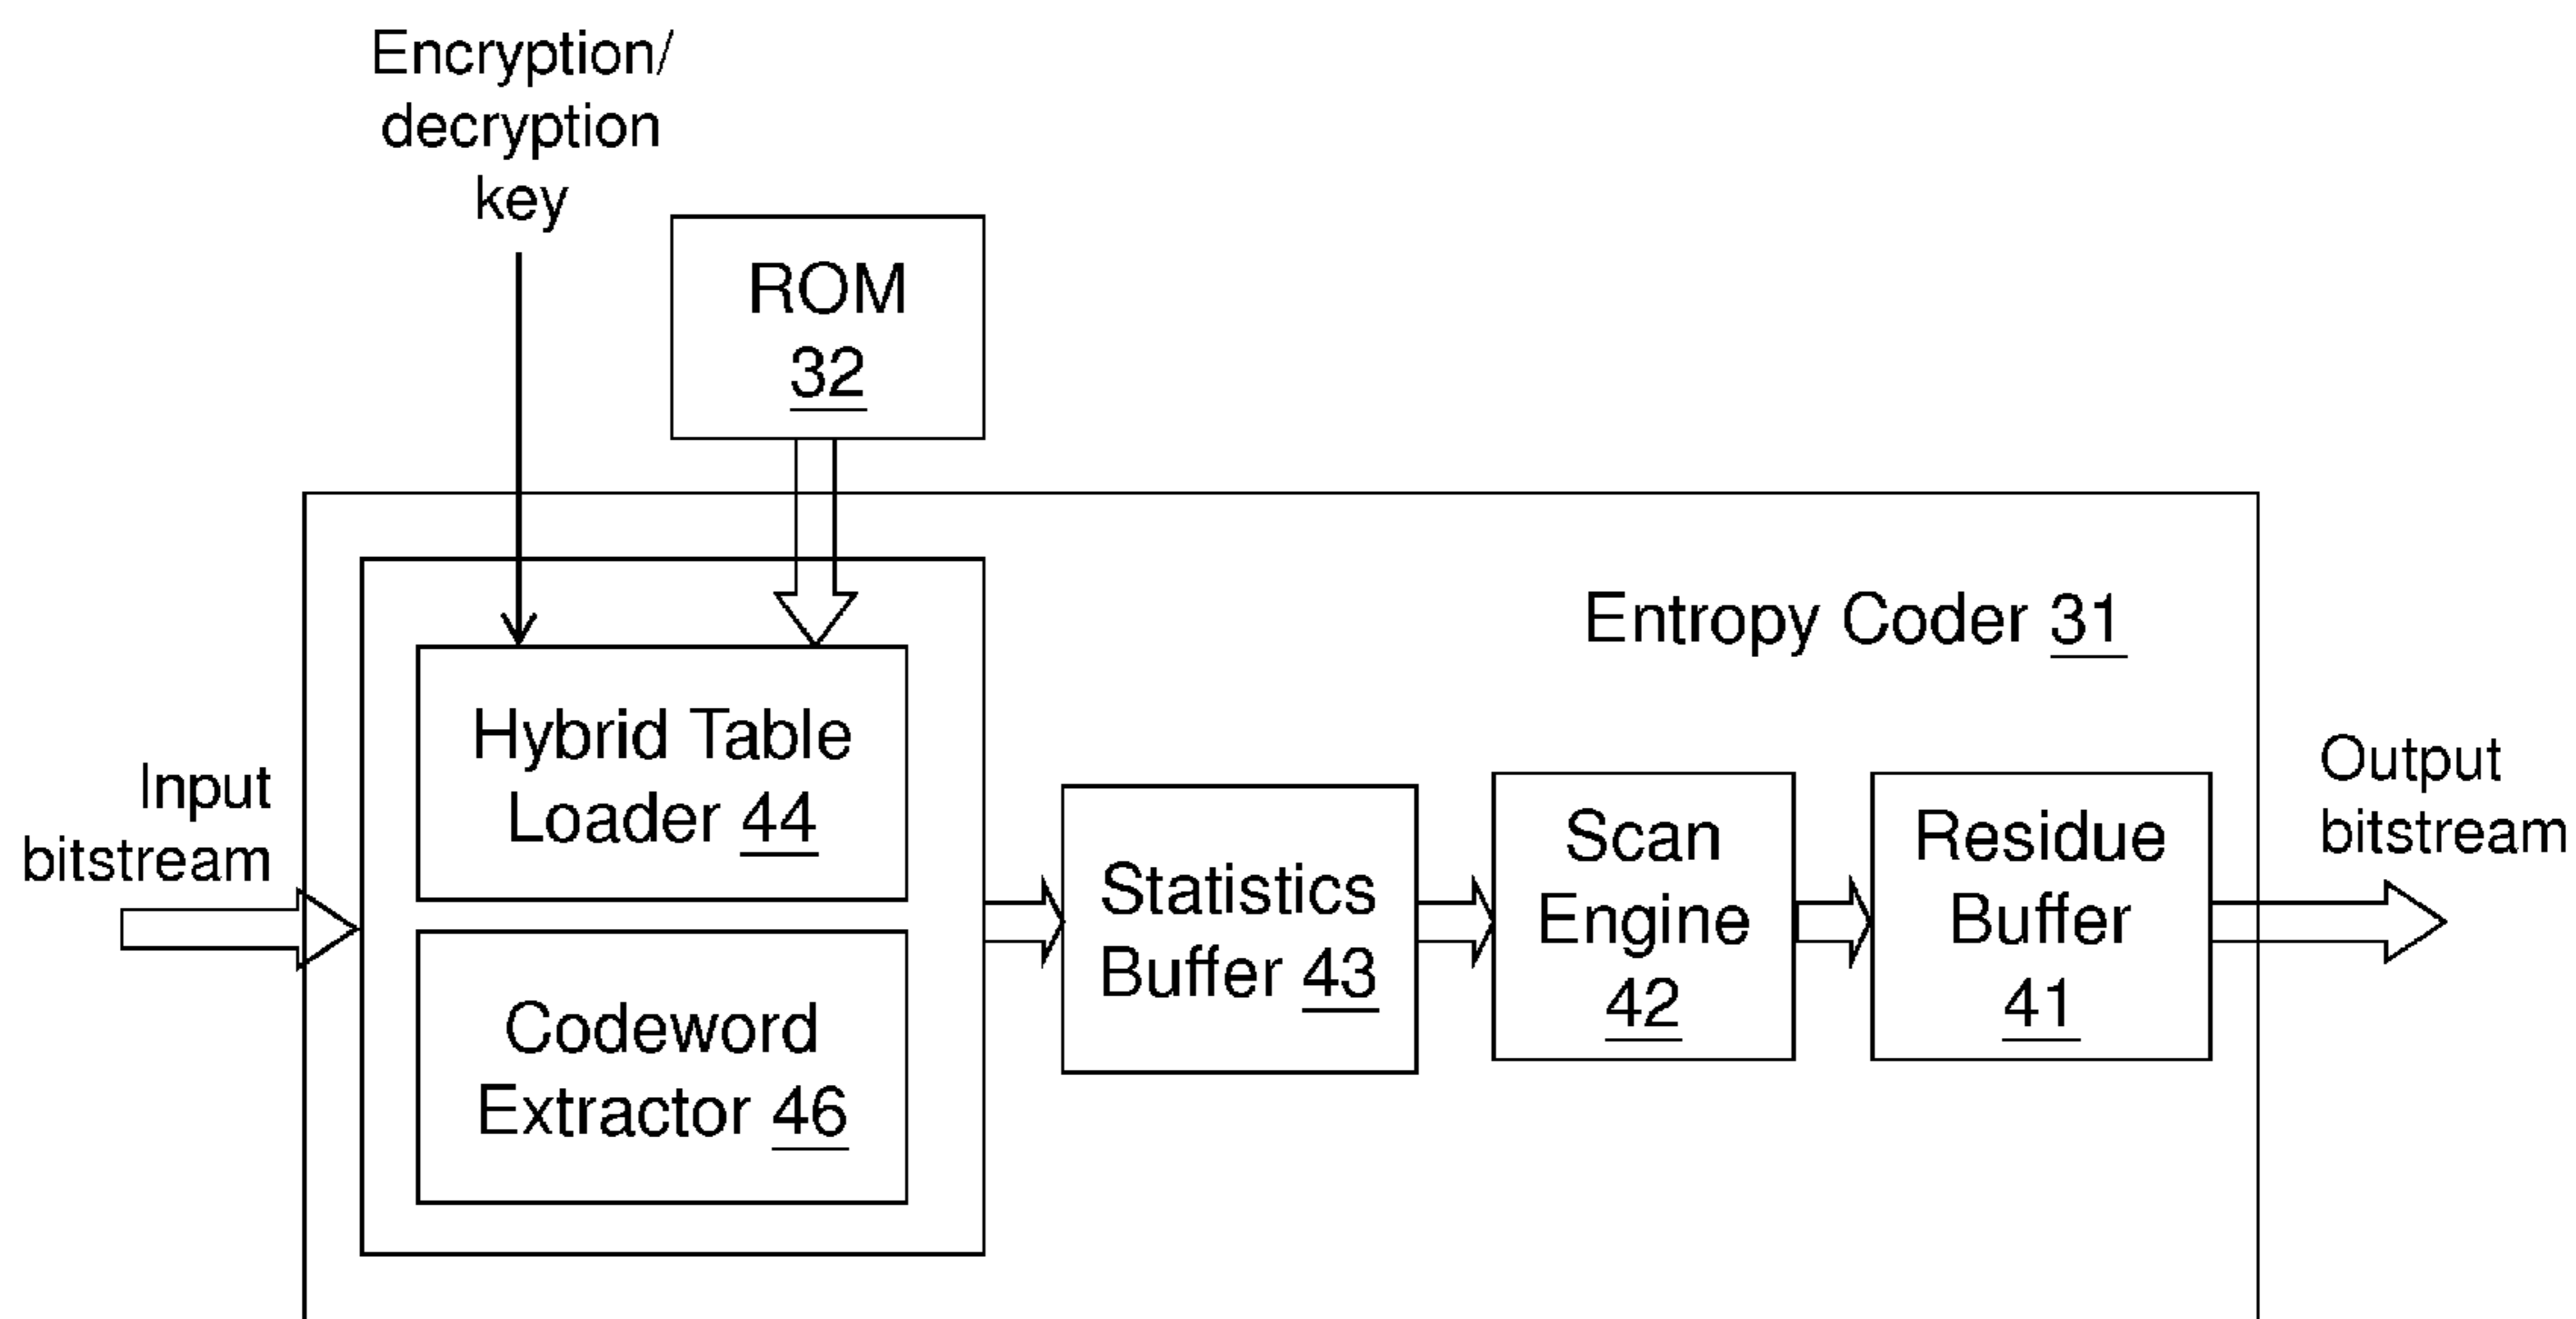 Encryption/
decryption
key
ROM
32
Entropy Coder 31
Hybrid Table
Loader 44
Input
bitstream
Codeword
Extractor 46
Statistics
Buffer 43
Scan
Engine
42
Residue
Buffer
41
Output
bitstream